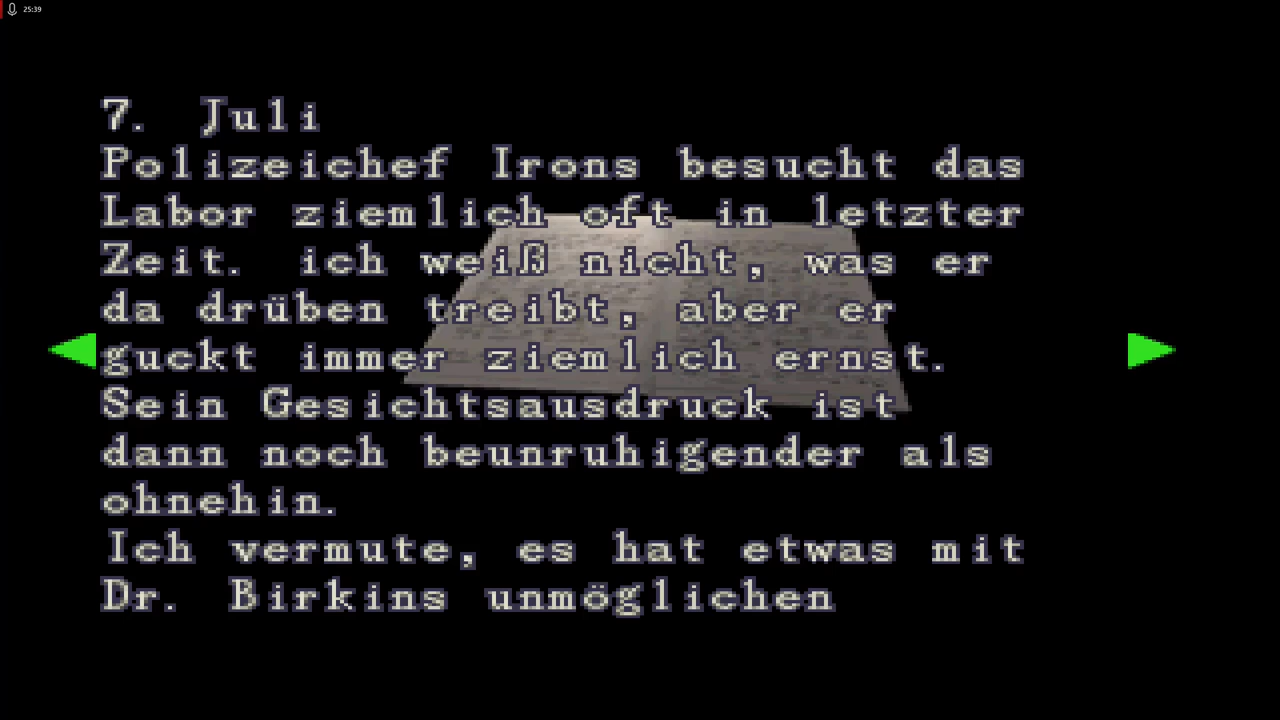 25:39
7. Juli
Polizeichef Irons besucht das
Labor ziemlich oft in letzter
Zeit. ich weiß nicht, was er
da drüben treibt, aber er
guckt immer ziemlich ernst.
Sein Gesichtsausdruck ist
dann noch beunruhigender als
ohnehin.
Ich vermute, es hat etwas mit
Dr. Birkins unmöglichen